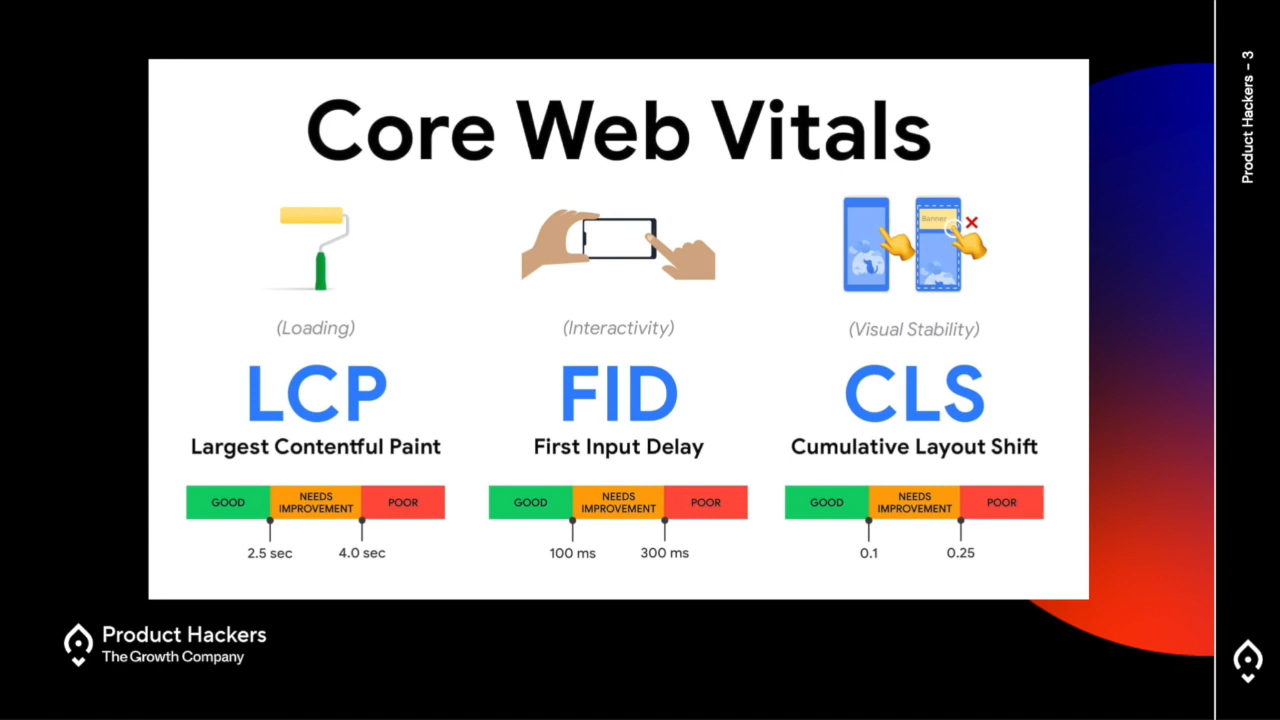 Core Web Vitals
Banner
(Loading)
LCP
Largest Contentful Paint
GOOD
NEEDS
IMPROVEMENT
POOR
2.5 sec
4.0 sec
(Interactivity)
FID
First Input Delay
GOOD
NEEDS
IMPROVEMENT
POOR
100 ms
300 ms
(Visual Stability)
CLS
Cumulative Layout Shift
GOOD
NEEDS
IMPROVEMENT
POOR
0.1
0.25
Product Hackers
The Growth Company
Product Hackers - 3